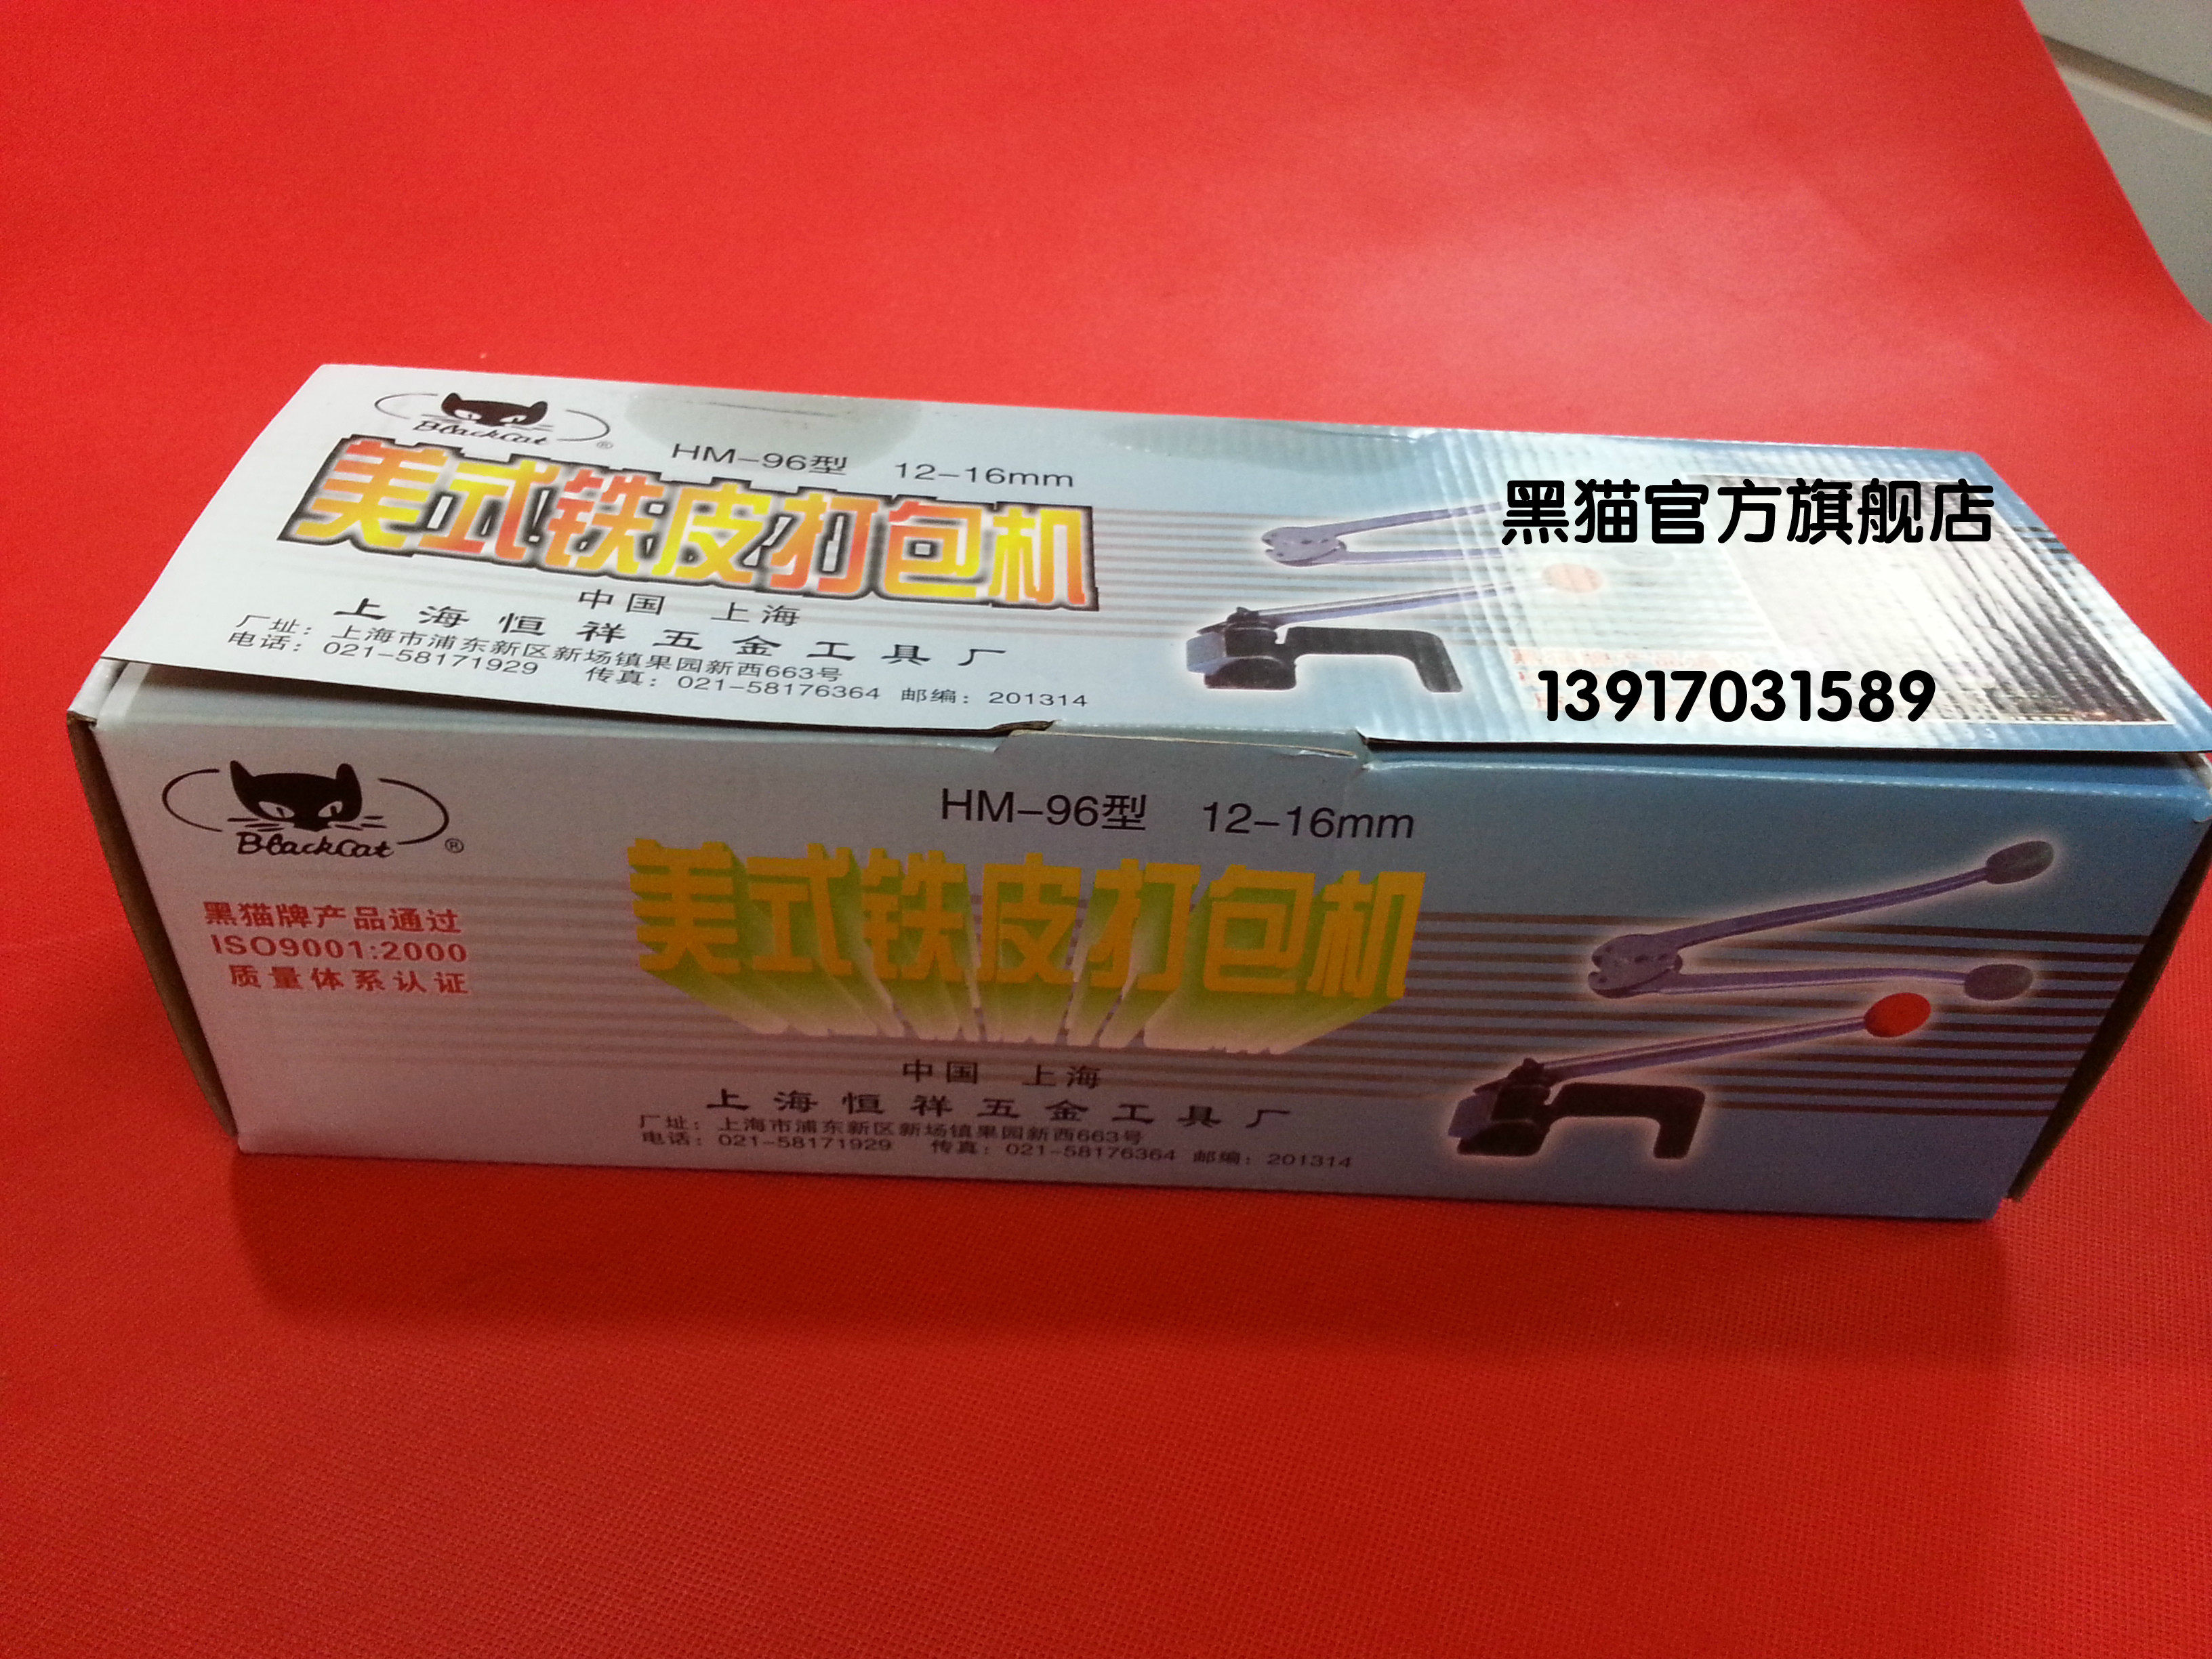 BlackCat ®
HM-96型 12-16mm
美式铁皮打包机
中国 上海
上海恒祥五金工具厂
厂址：上海市浦东新区新场镇果园新西663号
电话：021-58171929 传真：021-58176364 邮编：201314
黑猫官方旗舰店
13917031589
BlackCat ®
黑猫牌产品通过
ISO9001:2000
质量体系认证
HM-96型 12-16mm
美式铁皮打包机
中国 上海
上海恒祥五金工具厂
厂址：上海市浦东新区新场镇果园新西663号
电话：021-58171929 传真：021-58176364 邮编：201314